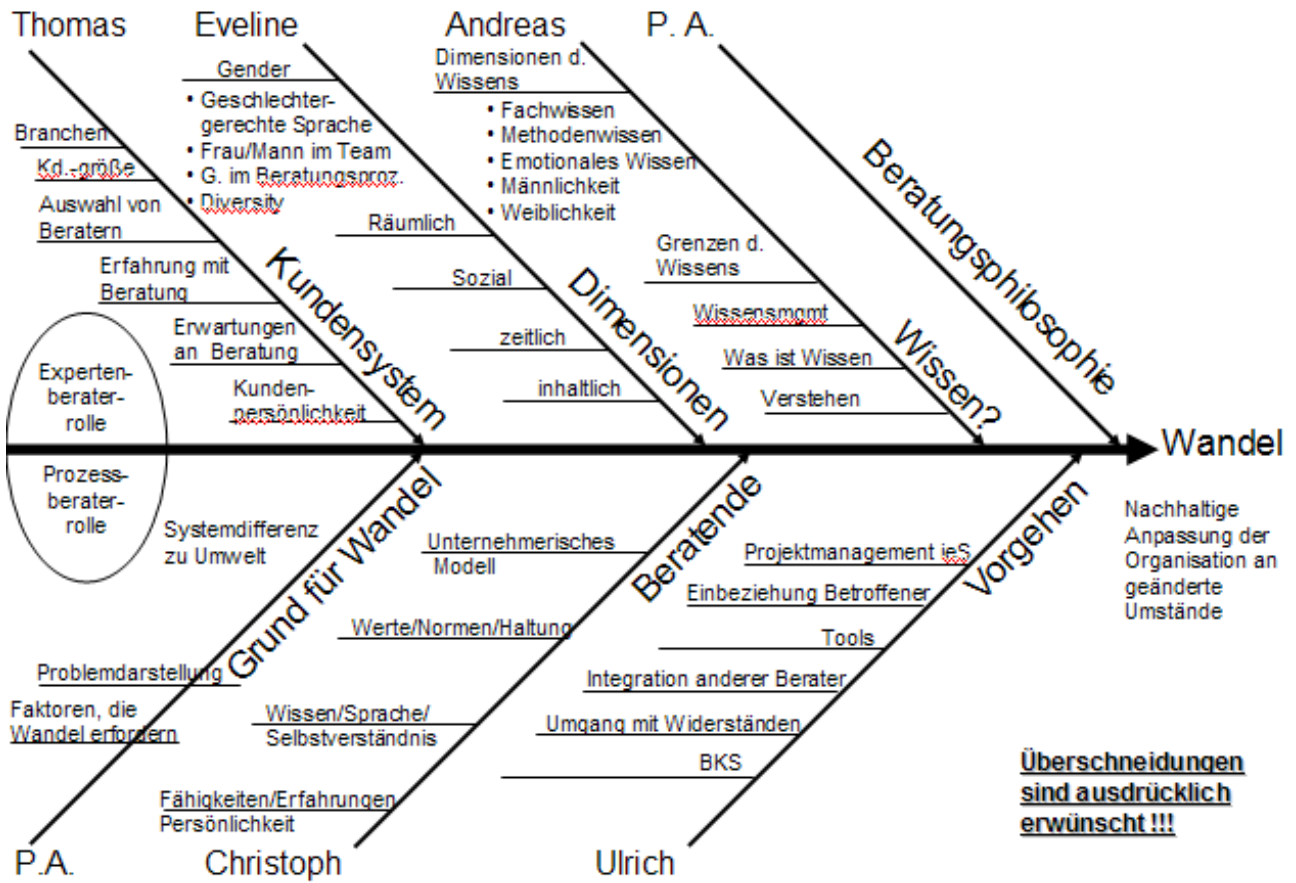 Thomas
Eveline
Andreas
P. A.
Branchen
Kd.-größe
Auswahl von
Beratern
Erfahrung mit
Beratung
Erwartungen
an Beratung
Kunden-
persönlichkeit
Kundensystem
Gender
• Geschlechter-
gerechte Sprache
• Frau/Mann im Team
• G. im Beratungsproz.
• Diversity
Räumlich
Sozial
zeitlich
inhaltlich
Dimensionen
Dimensionen d.
Wissens
• Fachwissen
• Methodenwissen
• Emotionales Wissen
• Männlichkeit
• Weiblichkeit
Grenzen d.
Wissens
Wissensmgmt
Was ist Wissen
Verstehen
Wissen?
Beratungsphilosophie
Experten-
berater-
rolle
Prozess-
berater-
rolle
Wandel
Nachhaltige
Anpassung der
Organisation an
geänderte
Umstände
Systemdifferenz
zu Umwelt
Problemdarstellung
Faktoren, die
Wandel erfordern
Grund für Wandel
P.A.
Unternehmerisches
Modell
Werte/Normen/Haltung
Wissen/Sprache/
Selbstverständnis
Fähigkeiten/Erfahrungen
Persönlichkeit
Beratende
Christoph
Projektmanagement ieS
Einbeziehung Betroffener
Tools
Integration anderer Berater
Umgang mit Widerständen
BKS
Vorgehen
Ulrich
Überschneidungen
sind ausdrücklich
erwünscht !!!